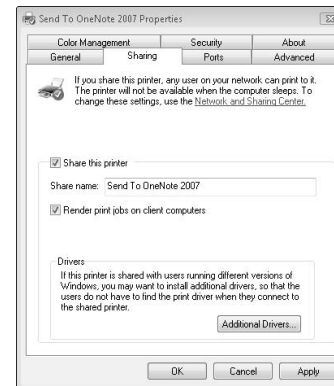 Send To OneNote 2007 Properties
Color Management Security About
General Sharing Ports Advanced
If you share this printer, any user on your network can print to it.
The printer will not be available when the computer sleeps. To
change these settings, use the Network and Sharing Center.
Share this printer
Share name: Send To OneNote 2007
Render print jobs on client computers
Drivers
If this printer is shared with users running different versions of
Windows, you may want to install additional drivers, so that the
users do not have to find the print driver when they connect to
the shared printer.
Additional Drivers...
OK Cancel Apply